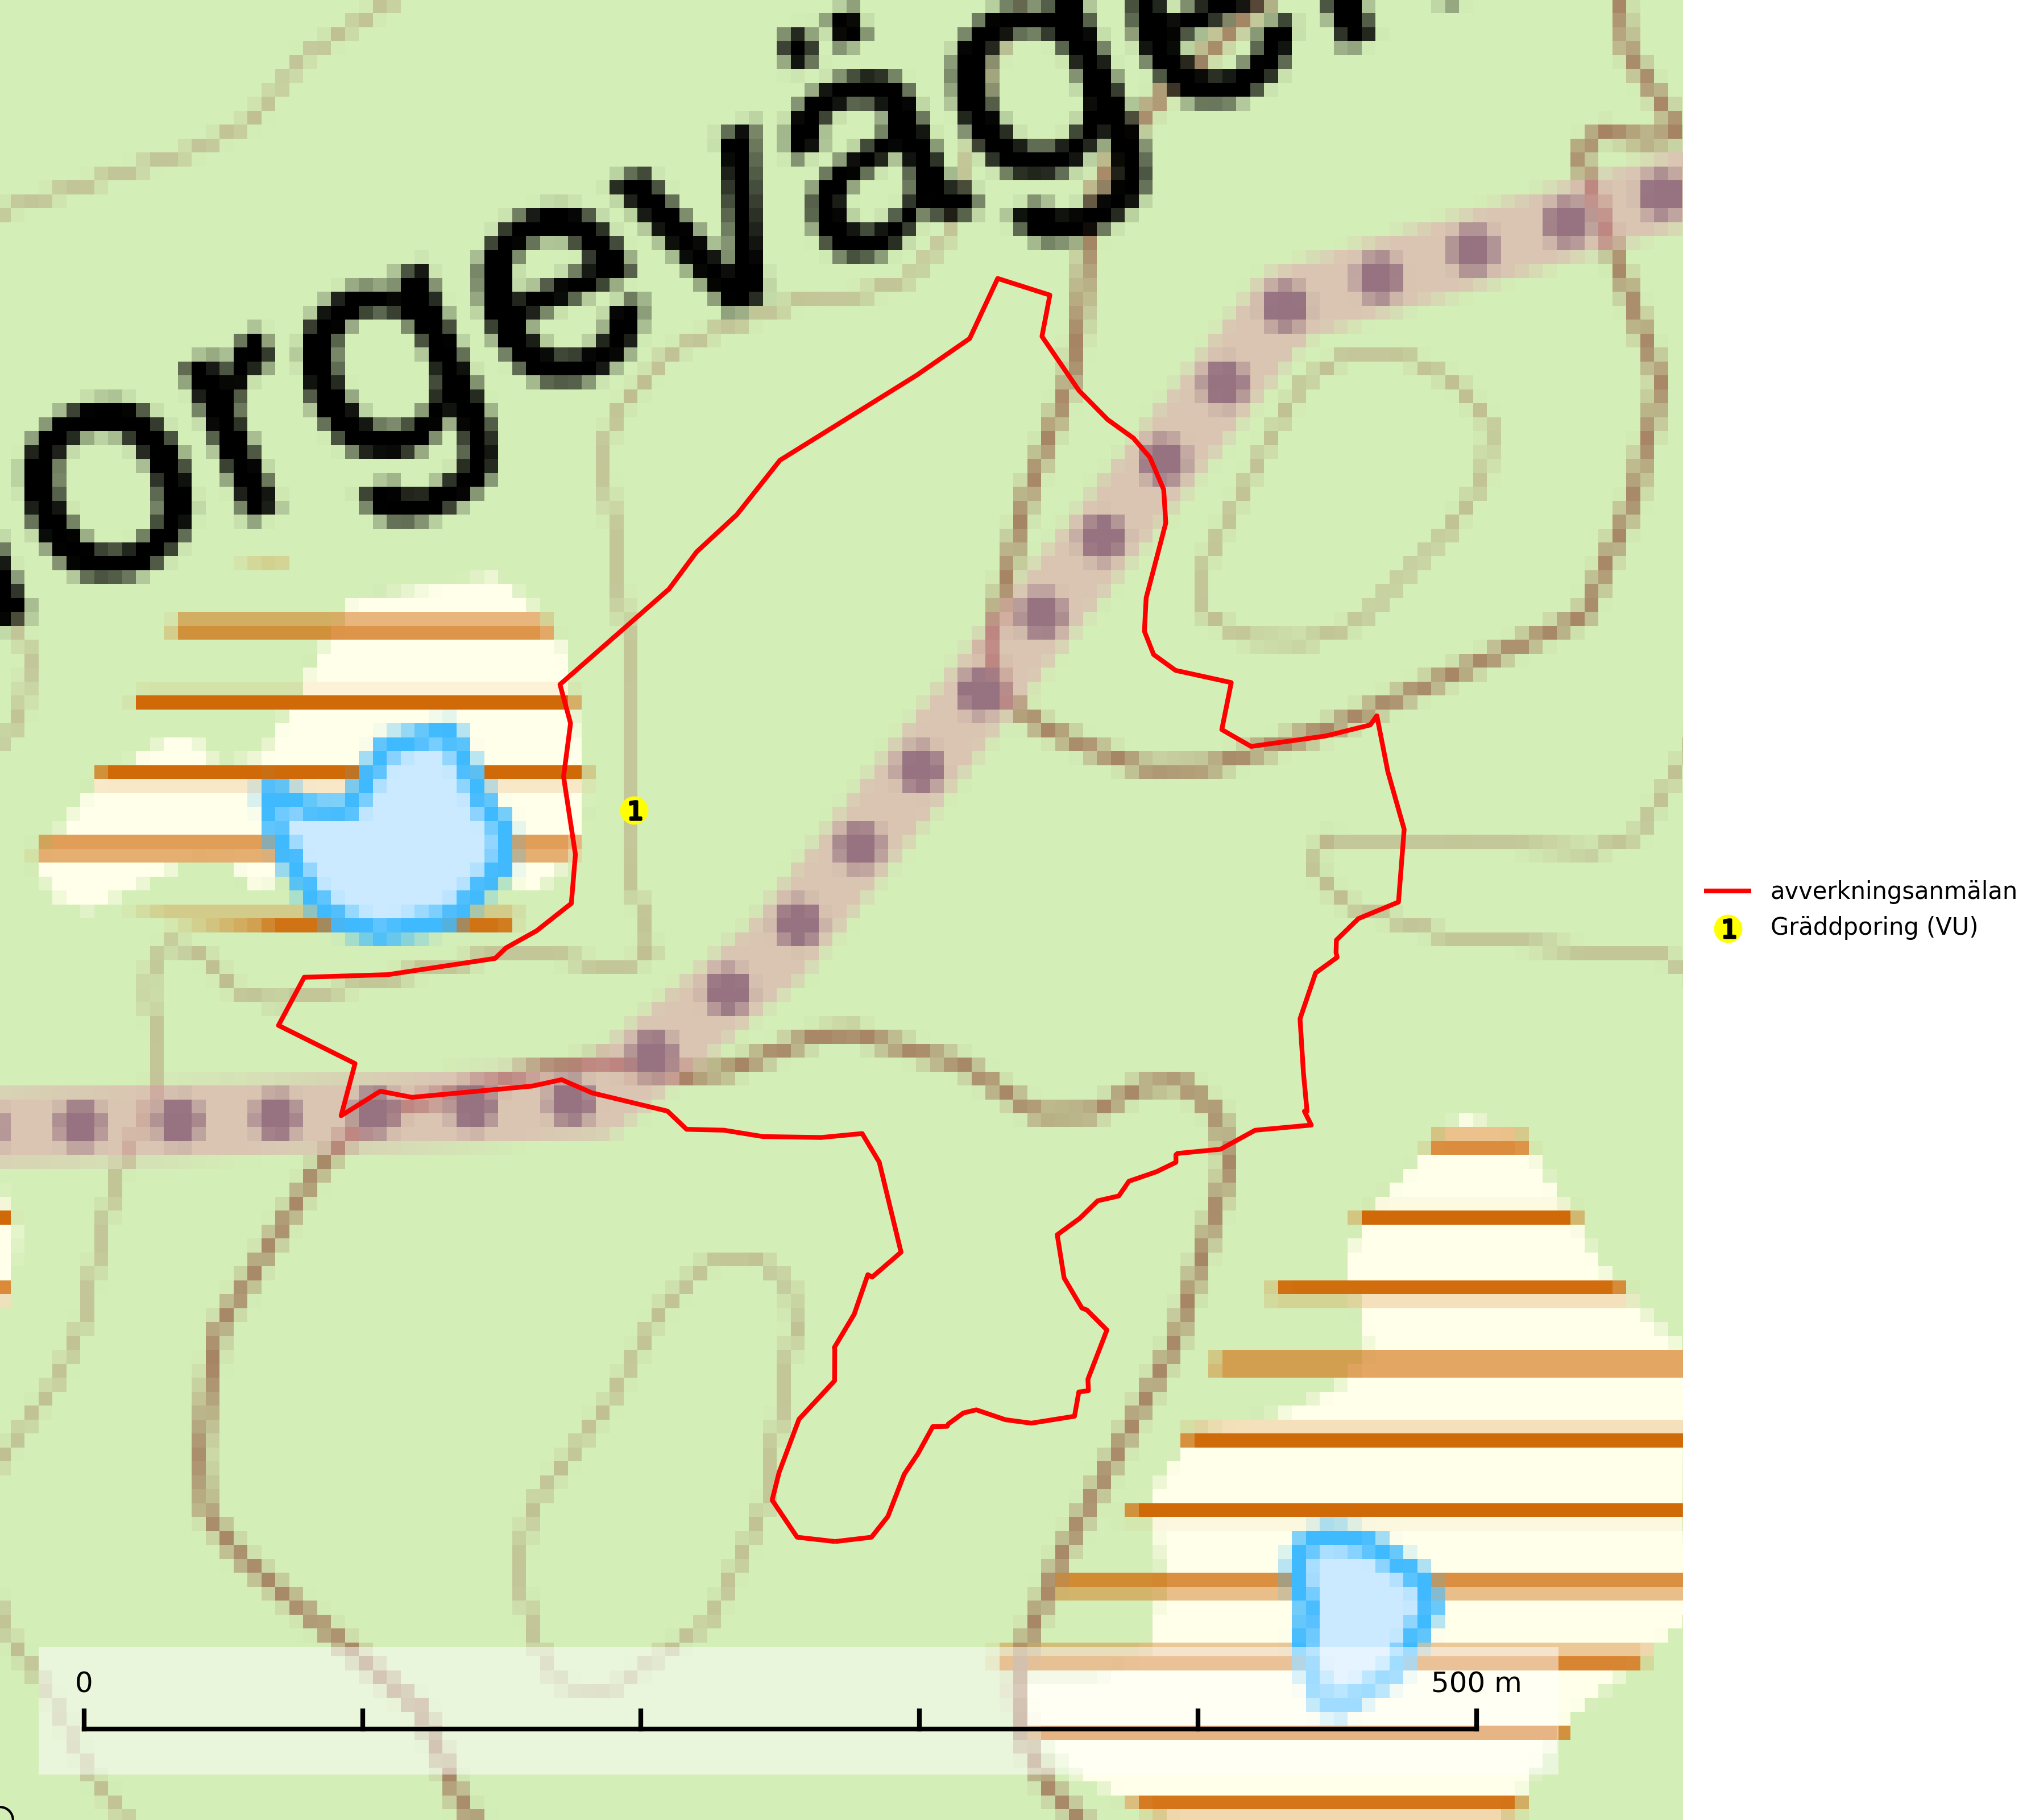 orgeväge
1
avverkningsanmälan
1 Gräddporing (VU)
0 500 m